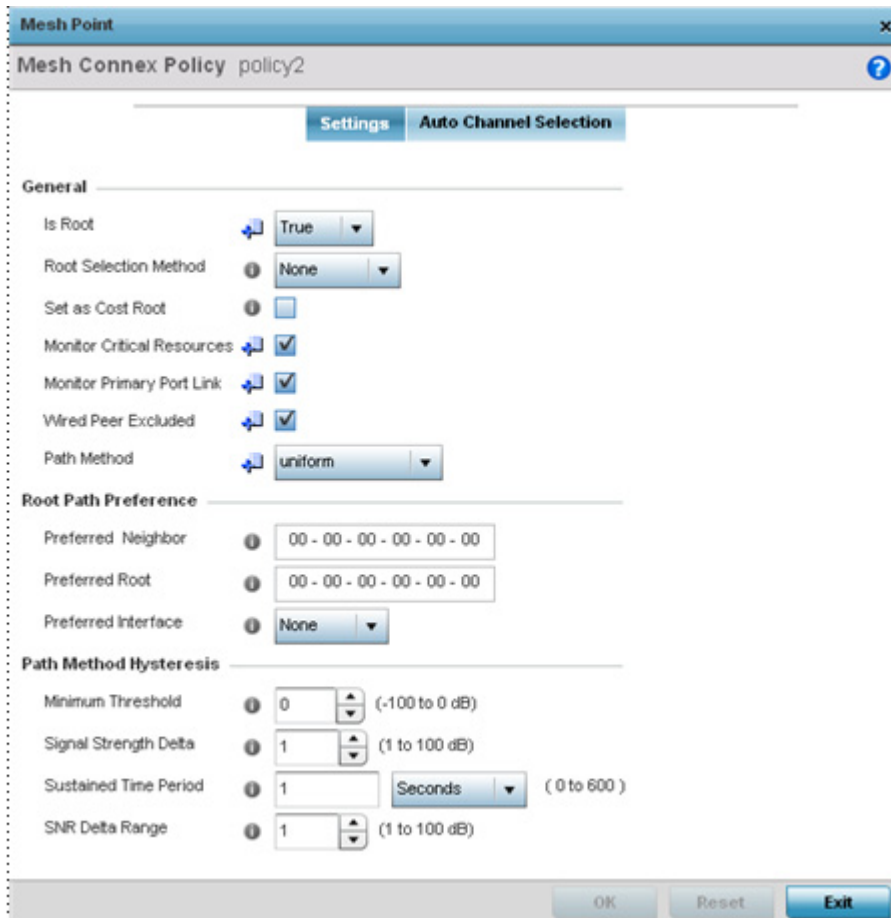 Mesh Point x
Mesh Connex Policy policy2 ?
Settings Auto Channel Selection
General
Is Root True
Root Selection Method None
Set as Cost Root
Monitor Critical Resources
Monitor Primary Port Link
Wired Peer Excluded
Path Method uniform
Root Path Preference
Preferred Neighbor 00 - 00 - 00 - 00 - 00 - 00
Preferred Root 00 - 00 - 00 - 00 - 00 - 00
Preferred Interface None
Path Method Hysteresis
Minimum Threshold 0 (-100 to 0 dB)
Signal Strength Delta 1 (1 to 100 dB)
Sustained Time Period 1 Seconds ( 0 to 600 )
SNR Delta Range 1 (1 to 100 dB)
OK Reset Exit